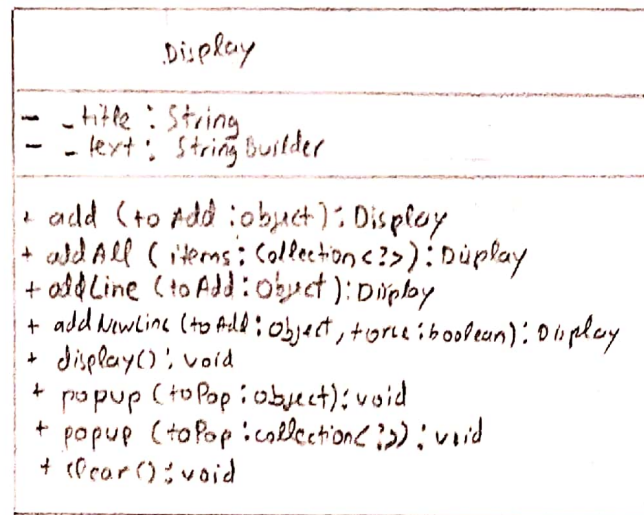 Display
- _title : String
- _text : StringBuilder
+ add (toAdd : object) : Display
+ addAll (items : Collection<?>) : Display
+ addLine (toAdd : Object) : Display
+ addNewLine (toAdd : Object, force : boolean) : Display
+ display() : void
+ popup (toPop : object) : void
+ popup (toPop : collection<?>) : void
+ clear() : void